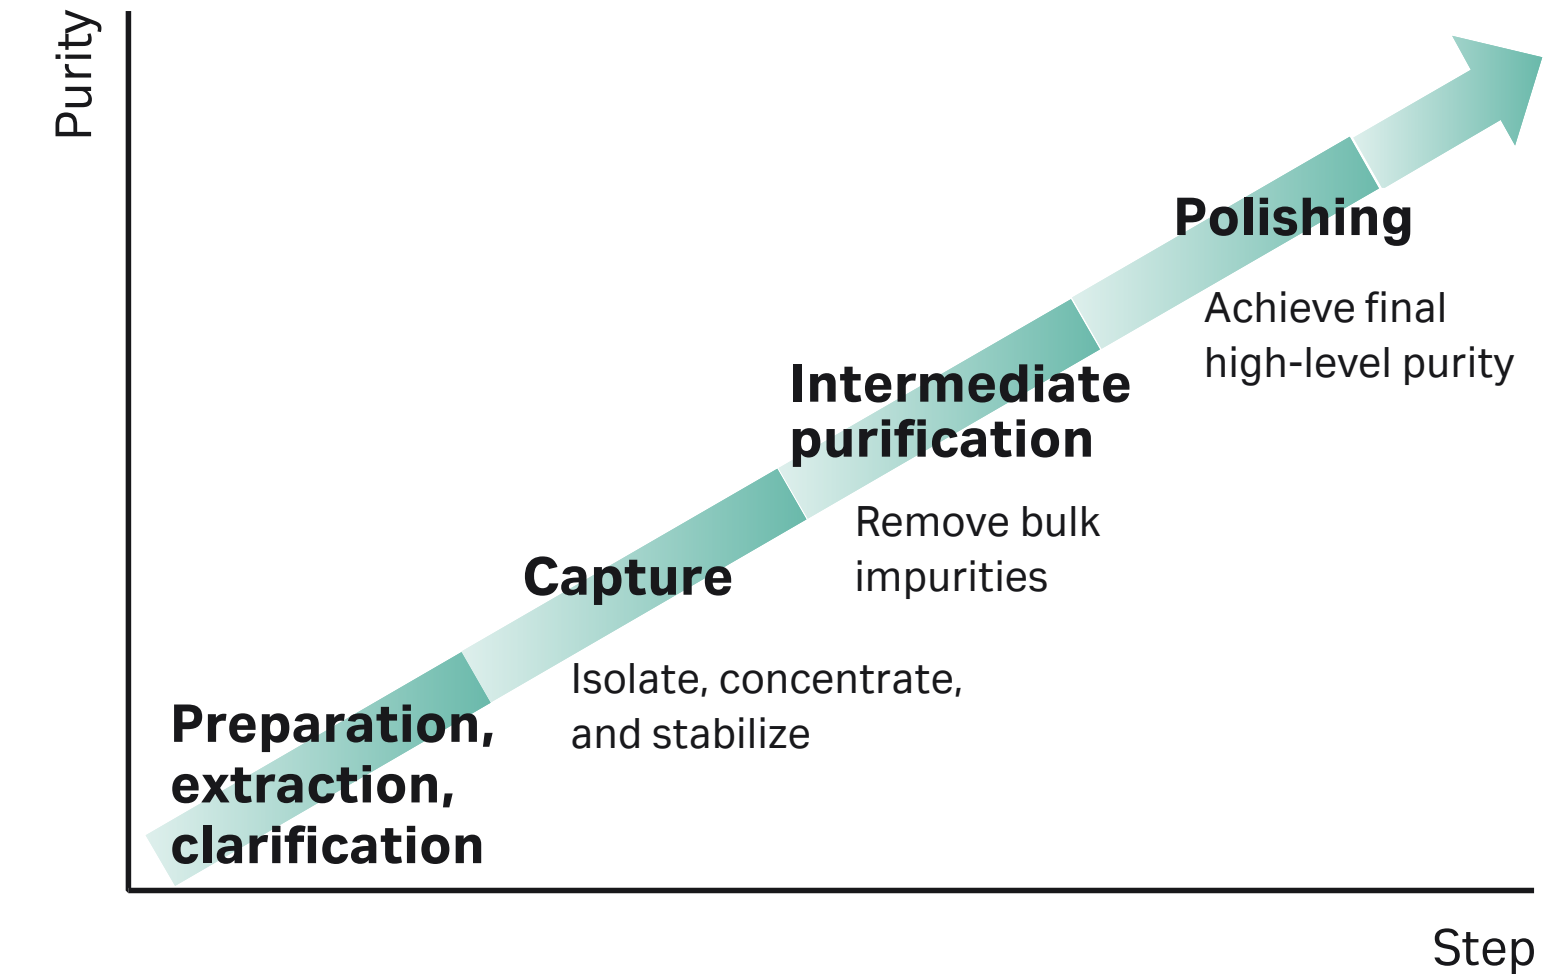 Purity
Polishing
Achieve final
high-level purity
Intermediate
purification
Remove bulk
impurities
Capture
Isolate, concentrate,
and stabilize
Preparation,
extraction,
clarification
Step